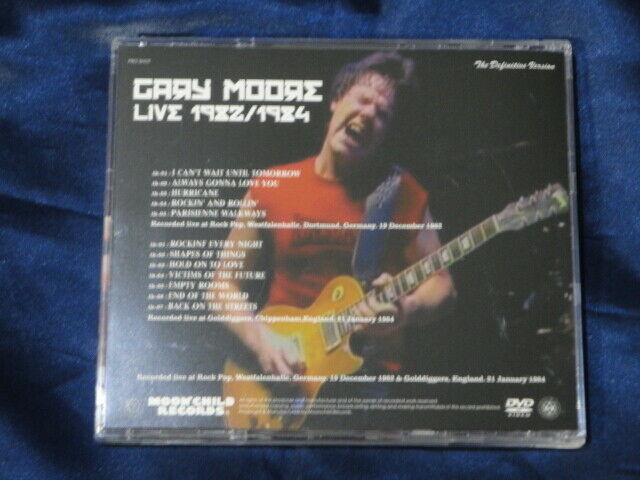 The Definitive Version
GARY MOORE
LIVE 1982/1984
I CAN'T WAIT UNTIL TOMORROW
ALWAYS GONNA LOVE YOU
HURRICANE
ROCKIN' AND ROLLIN'
PARISIENNE WALKWAYS
Recorded live at Rock Pop, Westfalenhalle, Dortmund, Germany. 19 December 1982
ROCKINF EVERY NIGHT
SHAPES OF THINGS
HOLD ON TO LOVE
VICTIMS OF THE FUTURE
EMPTY ROOMS
END OF THE WORLD
BACK ON THE STREETS
Recorded live at Golddiggers, Chippenham England. 21 January 1984
Recorded live at Rock Pop, Westfalenhalle, Germany. 19 December 1982 & Golddiggers, England. 21 January 1984
MOONCHILD
RECORDS
DVD
VIDEO